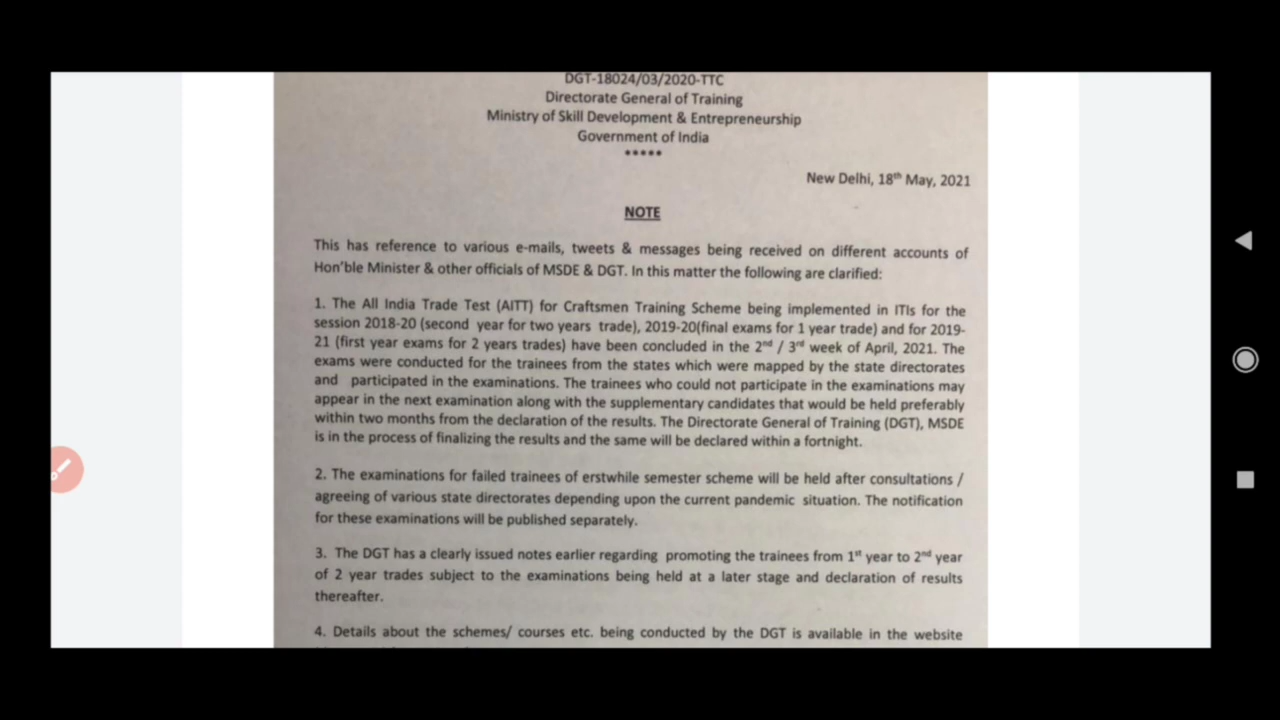 DGT-18024/03/2020-TTC
Directorate General of Training
Ministry of Skill Development & Entrepreneurship
Government of India
*****
New Delhi, 18th May, 2021
NOTE
This has reference to various e-mails, tweets & messages being received on different accounts of
Hon'ble Minister & other officials of MSDE & DGT. In this matter the following are clarified:
1. The All India Trade Test (AITT) for Craftsmen Training Scheme being implemented in ITIs for the
session 2018-20 (second year for two years trade), 2019-20(final exams for 1 year trade) and for 2019-
21 (first year exams for 2 years trades) have been concluded in the 2nd / 3rd week of April, 2021. The
exams were conducted for the trainees from the states which were mapped by the state directorates
and participated in the examinations. The trainees who could not participate in the examinations may
appear in the next examination along with the supplementary candidates that would be held preferably
within two months from the declaration of the results. The Directorate General of Training (DGT), MSDE
is in the process of finalizing the results and the same will be declared within a fortnight.
2. The examinations for failed trainees of erstwhile semester scheme will be held after consultations /
agreeing of various state directorates depending upon the current pandemic situation. The notification
for these examinations will be published separately.
3. The DGT has a clearly issued notes earlier regarding promoting the trainees from 1st year to 2nd year
of 2 year trades subject to the examinations being held at a later stage and declaration of results
thereafter.
4. Details about the schemes/ courses etc. being conducted by the DGT is available in the website